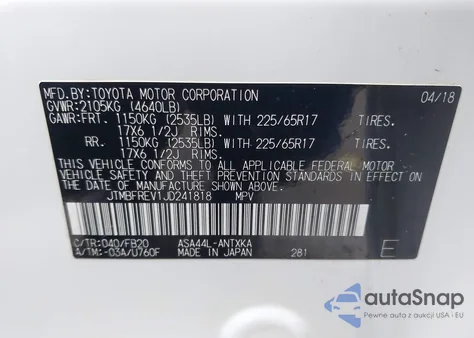 MFD.BY:TOYOTA MOTOR CORPORATION 04/18
GVWR:2105KG (4640LB)
GAWR:FRT. 1150KG (2535LB) WITH 225/65R17 TIRES.
17X6 1/2J RIMS.
RR. 1150KG (2535LB) WITH 225/65R17 TIRES.
17X6 1/2J RIMS.
THIS VEHICLE CONFORMS TO ALL APPLICABLE FEDERAL MOTOR
VEHICLE SAFETY AND THEFT PREVENTION STANDARDS IN
EFFECT ON THE DATE OF MANUFACTURE SHOWN ABOVE.
JTMBFREV1JD241818 MPV
C/TR:040/FB20 ASA44L-ANTXKA
A/TM:-03A/U760F MADE IN JAPAN 281 E
autoSnap
Pewne auto z aukcji w USA i EU